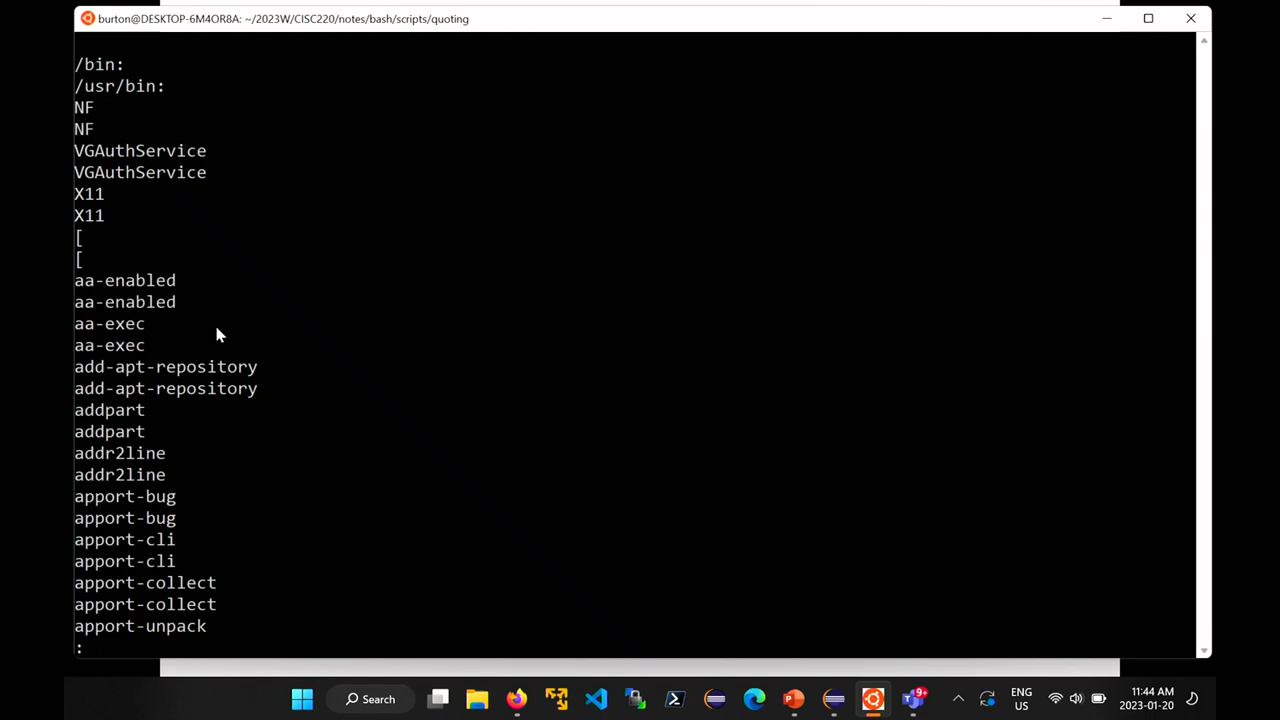 burton@DESKTOP-6M4OR8A: ~/2023W/CISC220/notes/bash/scripts/quoting
/bin:
/usr/bin:
NF
NF
VGAuthService
VGAuthService
X11
X11
[
[
aa-enabled
aa-enabled
aa-exec
aa-exec
add-apt-repository
add-apt-repository
addpart
addpart
addr2line
addr2line
apport-bug
apport-bug
apport-cli
apport-cli
apport-collect
apport-collect
apport-unpack
:
Search
9+
ENG
US
11:44 AM
2023-01-20